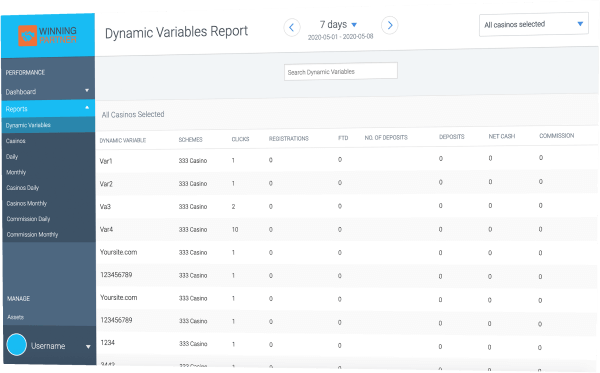 WINNING
PARTNER
Dynamic Variables Report
7 days
2020-05-01 - 2020-05-08
All casinos selected
PERFORMANCE
Dashboard
Reports
Dynamic Variables
Casinos
Daily
Monthly
Casinos Daily
Casinos Monthly
Commission Daily
Commission Monthly
MANAGE
Assets
Username
Search Dynamic Variables
All Casinos Selected
DYNAMIC VARIABLE SCHEMES CLICKS REGISTRATIONS FTD NO. OF DEPOSITS DEPOSITS NET CASH COMMISSION
Var1 333 Casino 1 0 0 0 0 0
Var2 333 Casino 1 0 0 0 0 0
Va3 333 Casino 2 0 0 0 0 0
Var4 333 Casino 10 0 0 0 0 0
Yoursite.com 333 Casino 1 0 0 0 0 0
123456789 333 Casino 1 0 0 0 0 0
Yoursite.com 333 Casino 1 0 0 0 0 0
123456789 333 Casino 1 0 0 0 0 0
1234 333 Casino 1 0 0 0 0 0
333 Casino 1 0 0 0 0 0